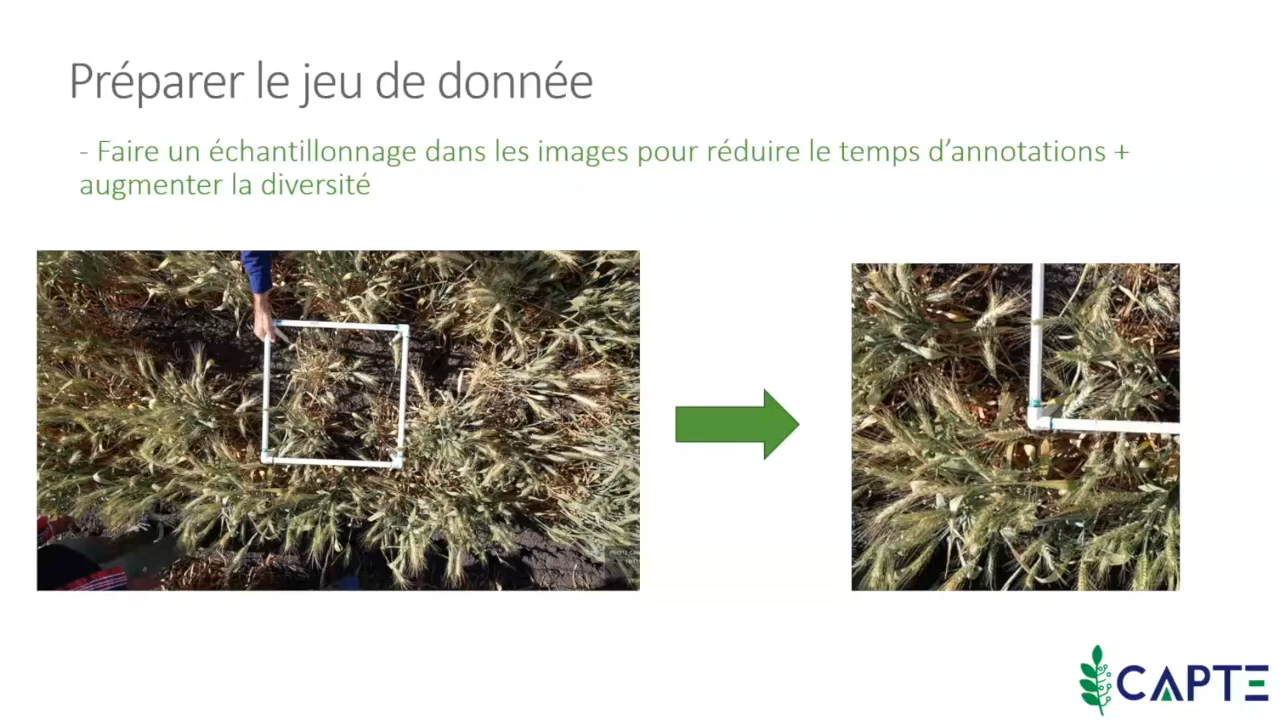 Préparer le jeu de donnée
- Faire un échantillonnage dans les images pour réduire le temps d'annotations +
augmenter la diversité
CAPTE